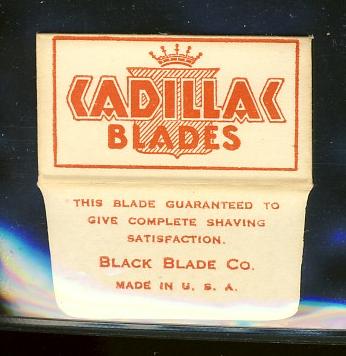 CADILLAC
BLADES
THIS BLADE GUARANTEED TO
GIVE COMPLETE SHAVING
SATISFACTION.
BLACK BLADE CO.
MADE IN U. S. A.